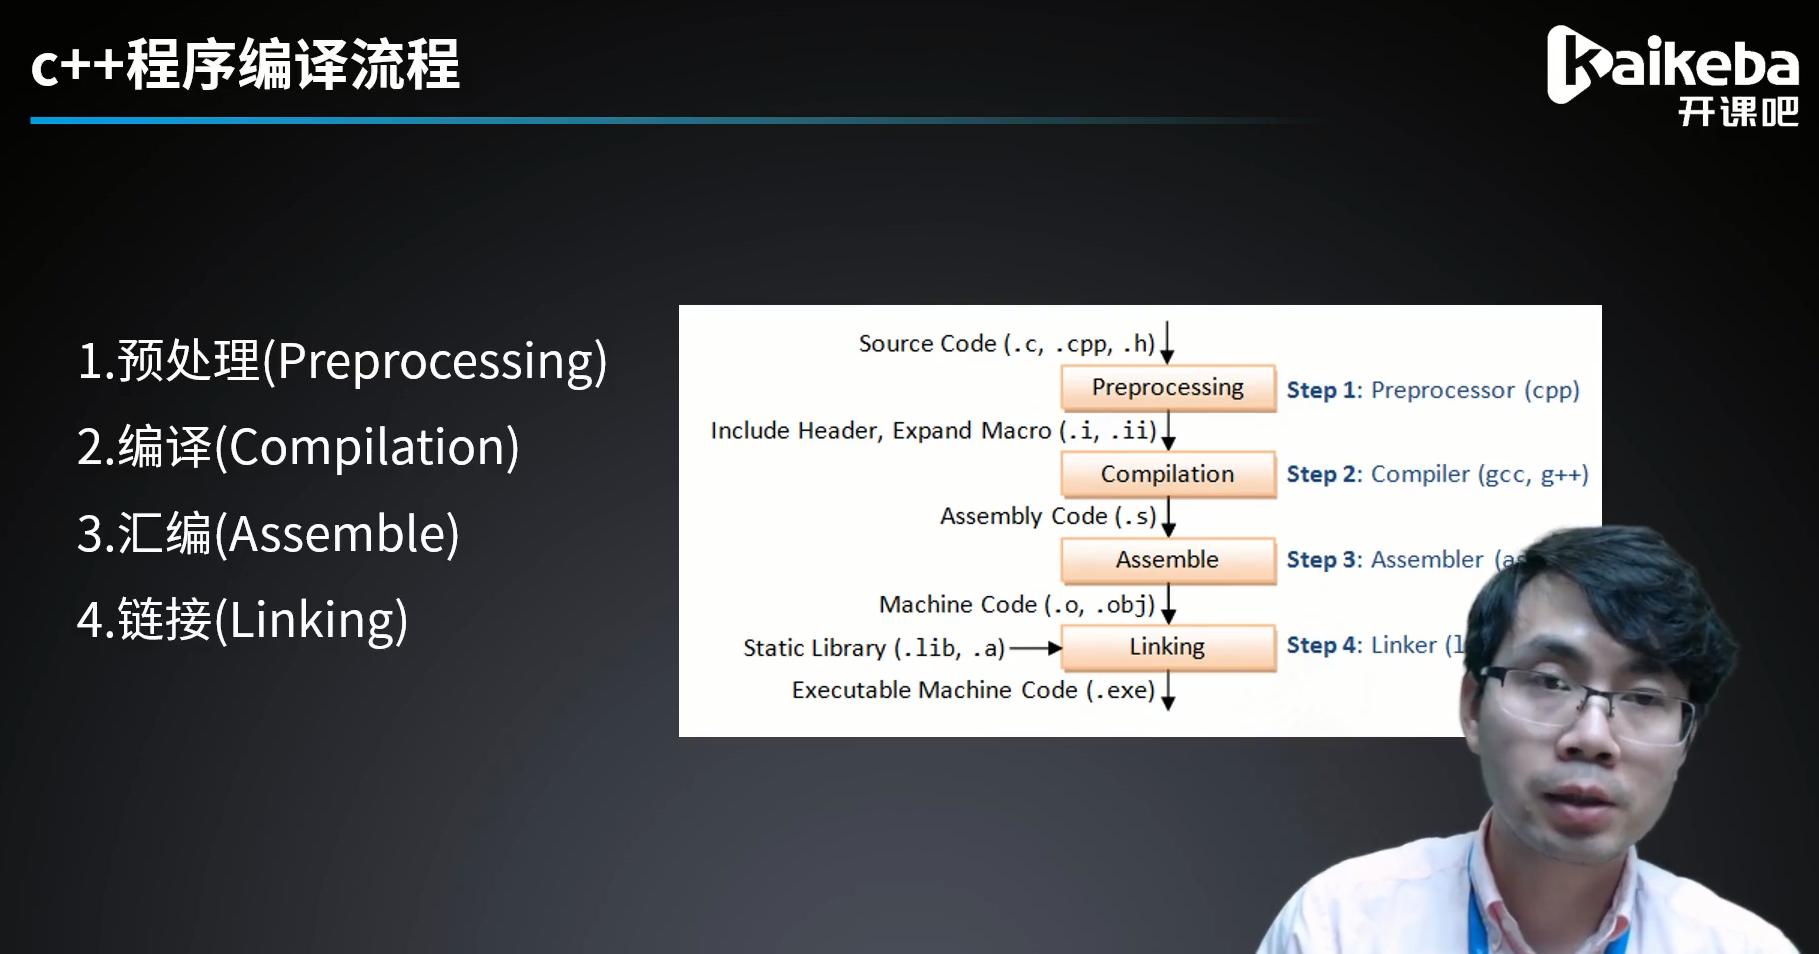 c++程序编译流程
Kaikeba
开课吧
1.预处理(Preprocessing)
2.编译(Compilation)
3.汇编(Assemble)
4.链接(Linking)
Source Code (.c, .cpp, .h)
Preprocessing
Step 1: Preprocessor (cpp)
Include Header, Expand Macro (.i, .ii)
Compilation
Step 2: Compiler (gcc, g++)
Assembly Code (.s)
Assemble
Step 3: Assembler
Machine Code (.o, .obj)
Static Library (.lib, .a)
Linking
Step 4: Linker
Executable Machine Code (.exe)